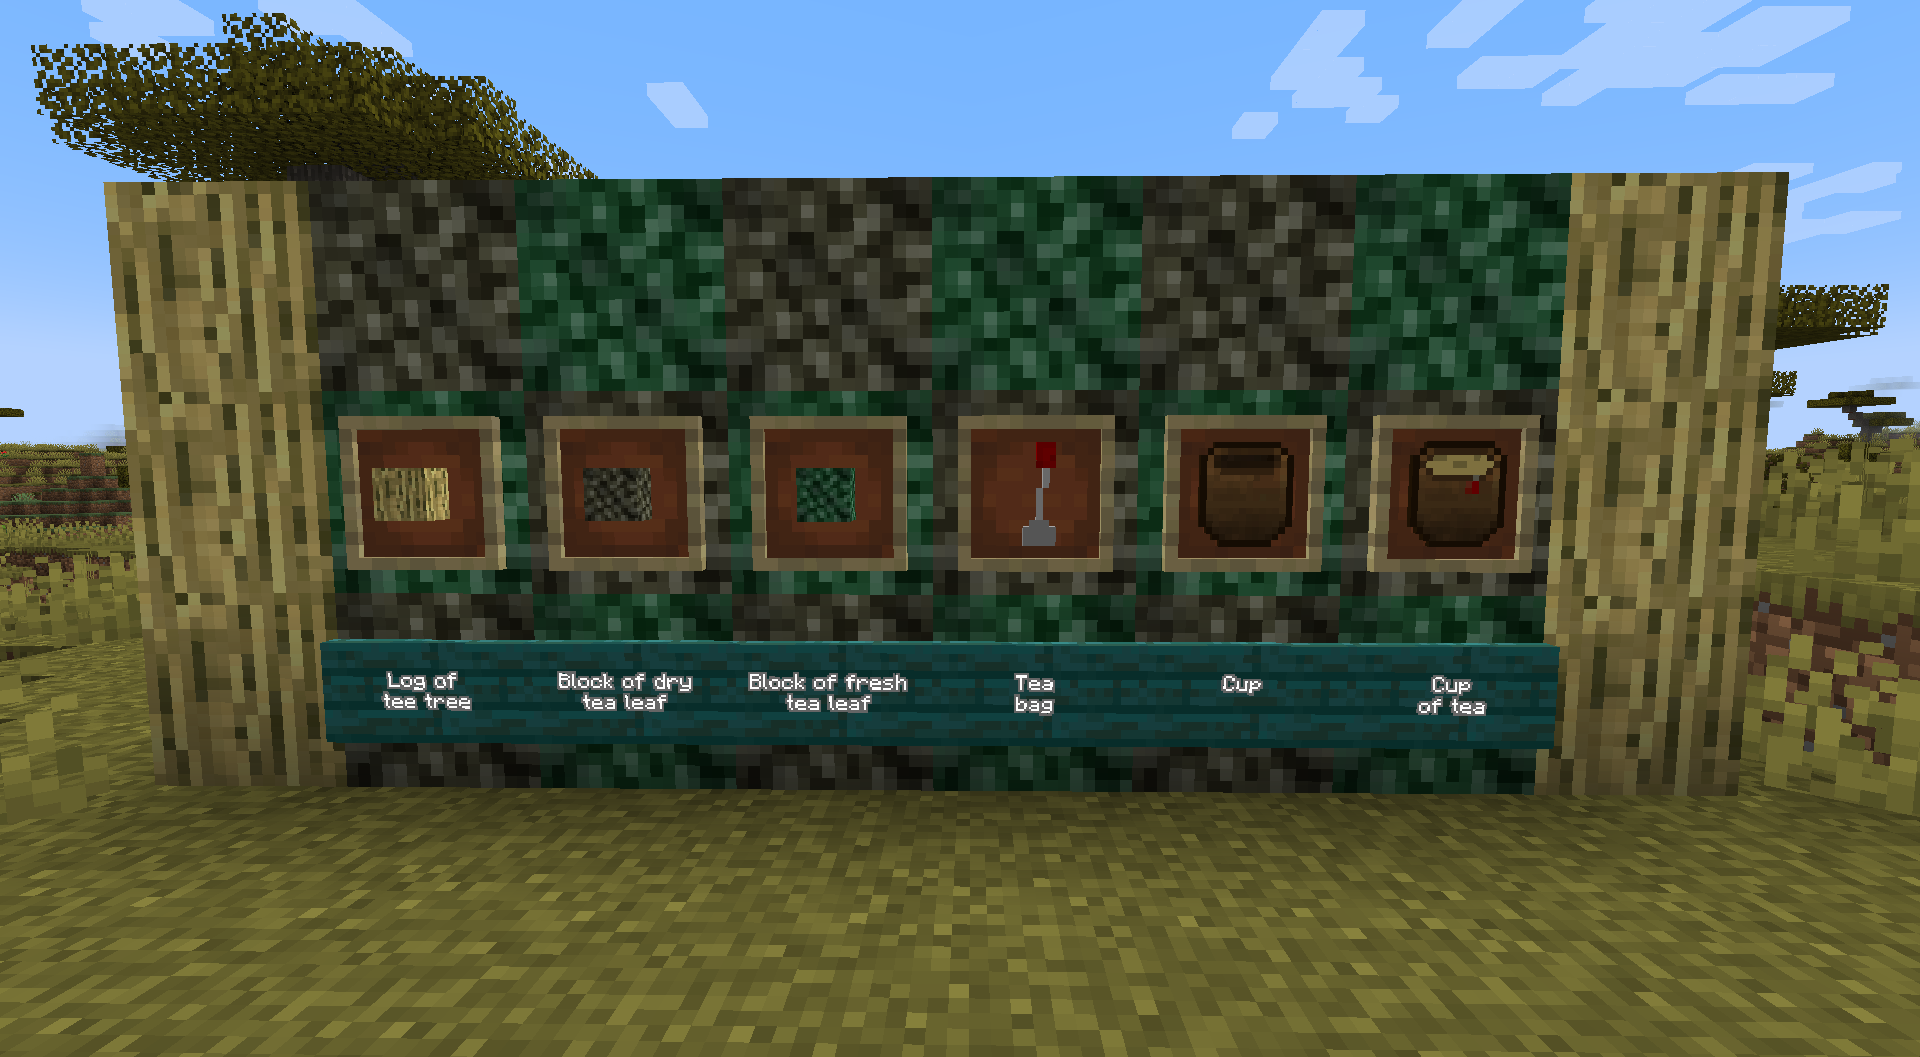 Log of
tee tree
Block of dry
tea leaf
Block of fresh
tea leaf
Tea
bag
Cup
Cup
of tea